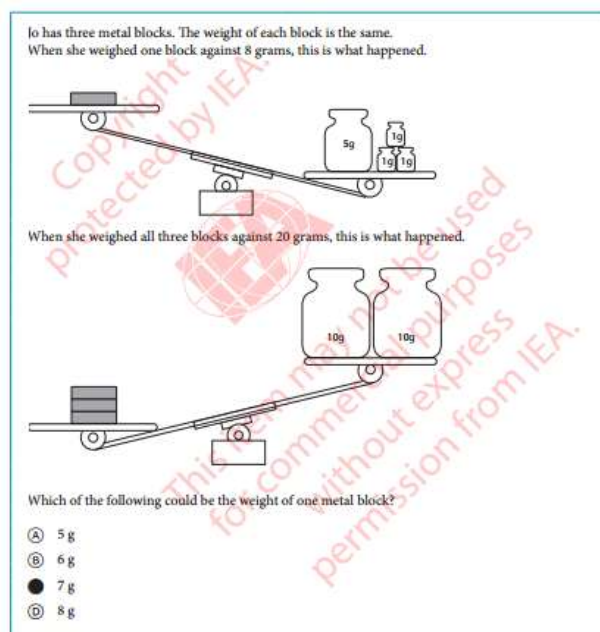 Jo has three metal blocks. The weight of each block is the same.
When she weighed one block against 8 grams, this is what happened.
5g
1g
1g 1g
When she weighed all three blocks against 20 grams, this is what happened.
10g 10g
Which of the following could be the weight of one metal block?
A 5 g
B 6 g
7 g
D 8 g
Copyright
protected by IEA.
IEA
This item may not be used
for commercial purposes
without express
permission from IEA.